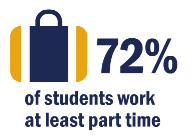 72%
of students work
at least part time